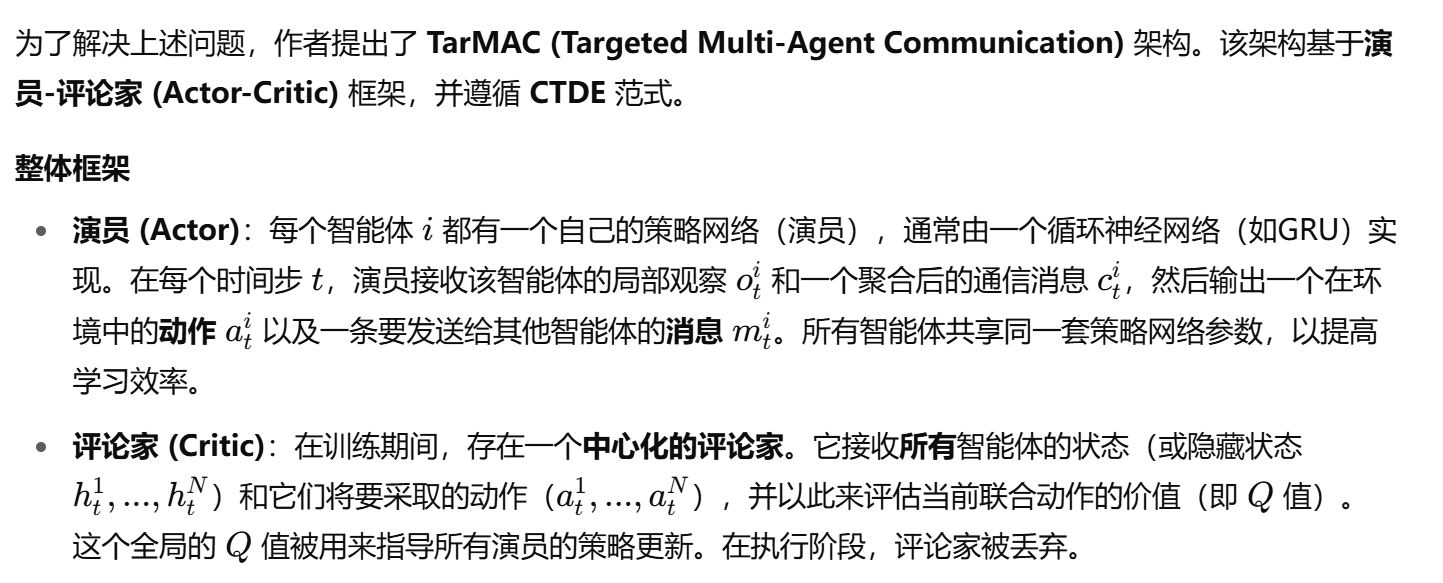 为了解决上述问题，作者提出了 TarMAC (Targeted Multi-Agent Communication) 架构。该架构基于演
员-评论家 (Actor-Critic) 框架，并遵循 CTDE 范式。
整体框架
• 演员 (Actor)：每个智能体 i 都有一个自己的策略网络（演员），通常由一个循环神经网络（如GRU）实
现。在每个时间步 t，演员接收该智能体的局部观察 o_t^i 和一个聚合后的通信消息 c_t^i，然后输出一个在环
境中的动作 a_t^i 以及一条要发送给其他智能体的消息 m_t^i。所有智能体共享同一套策略网络参数，以提高
学习效率。
• 评论家 (Critic)：在训练期间，存在一个中心化的评论家。它接收所有智能体的状态（或隐藏状态
h_t^1, ..., h_t^N）和它们将要采取的动作（a_t^1, ..., a_t^N），并以此来评估当前联合动作的价值（即 Q 值）。
这个全局的 Q 值被用来指导所有演员的策略更新。在执行阶段，评论家被丢弃。